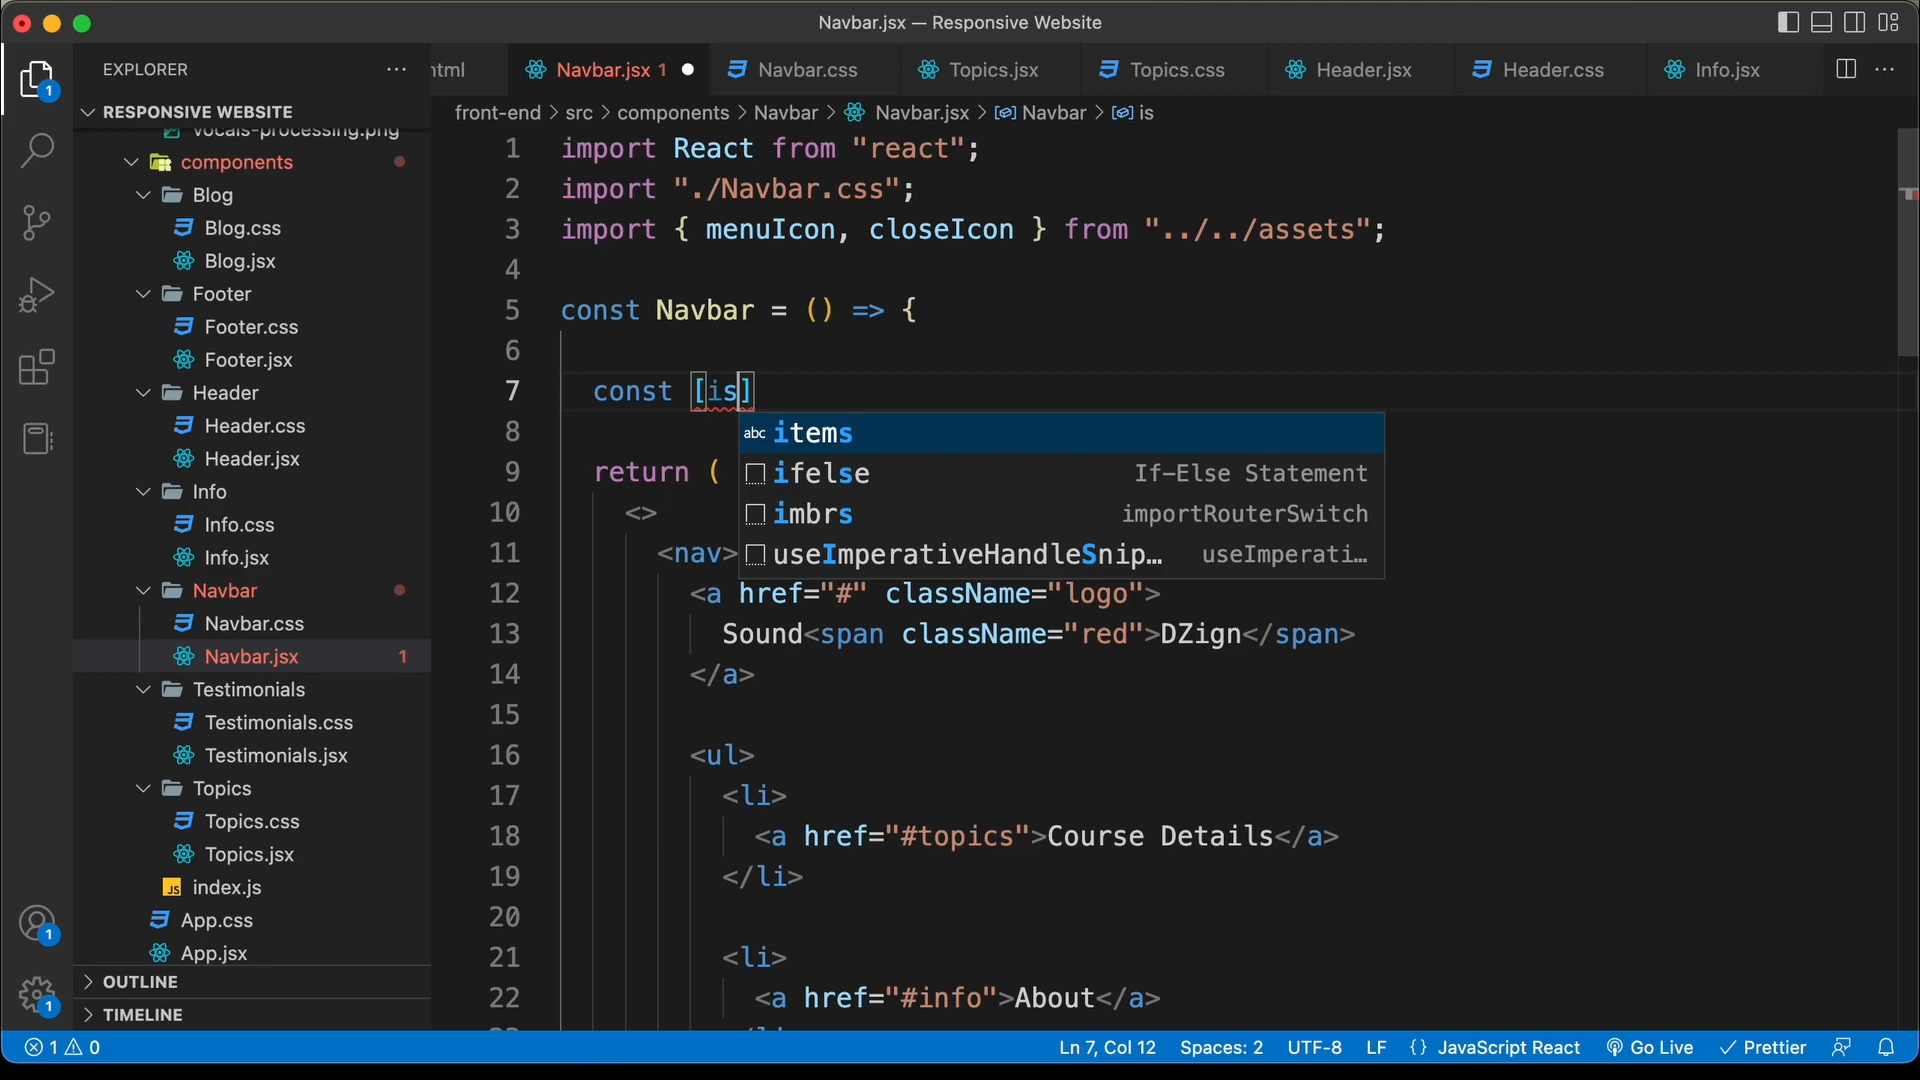 Navbar.jsx — Responsive Website
EXPLORER
RESPONSIVE WEBSITE
vocals-processing.png
components
Blog
Blog.css
Blog.jsx
Footer
Footer.css
Footer.jsx
Header
Header.css
Header.jsx
Info
Info.css
Info.jsx
Navbar
Navbar.css
Navbar.jsx 1
Testimonials
Testimonials.css
Testimonials.jsx
Topics
Topics.css
Topics.jsx
JS index.js
App.css
App.jsx
OUTLINE
TIMELINE
1
1
1
html Navbar.jsx 1 Navbar.css Topics.jsx Topics.css Header.jsx Header.css Info.jsx
front-end > src > components > Navbar > Navbar.jsx > Navbar > is
1 import React from "react";
2 import "./Navbar.css";
3 import { menuIcon, closeIcon } from "../../assets";
4
5 const Navbar = () => {
6
7 const [is]
abc items
8
9 return (
ifelse If-Else Statement
10 <>
imbrs importRouterSwitch
11 <nav>
useImperativeHandleSnip… useImperati…
12 <a href="#" className="logo">
13 Sound<span className="red">DZign</span>
14 </a>
15
16 <ul>
17 <li>
18 <a href="#topics">Course Details</a>
19 </li>
20
21 <li>
22 <a href="#info">About</a>
1 0 Ln 7, Col 12 Spaces: 2 UTF-8 LF {} JavaScript React Go Live Prettier